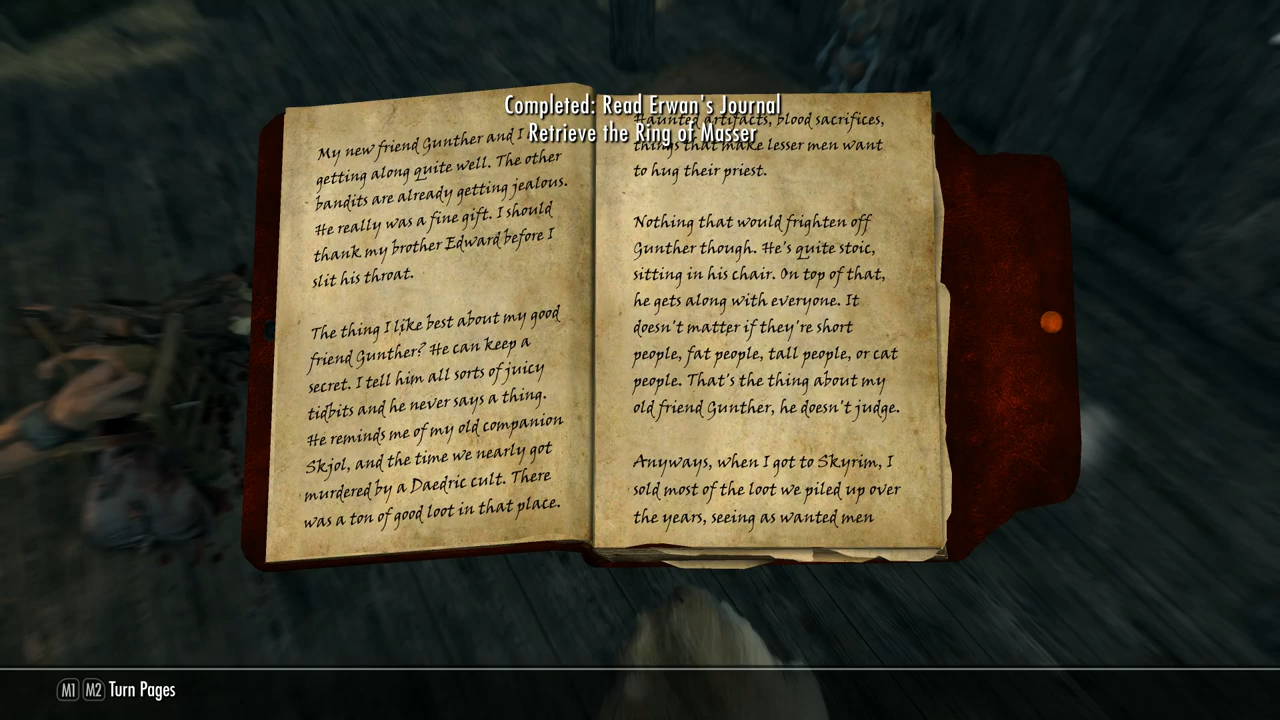 Completed: Read Erwan's Journal
Retrieve the Ring of Masser
My new friend Gunther and I
getting along quite well. The other
bandits are already getting jealous.
He really was a fine gift. I should
thank my brother Edward before I
slit his throat.
The thing I like best about my good
friend Gunther? He can keep a
secret. I tell him all sorts of juicy
tidbits and he never says a thing.
He reminds me of my old companion
Skjol, and the time we nearly got
murdered by a Daedric cult. There
was a ton of good loot in that place.
Haunted artifacts, blood sacrifices,
things that make lesser men want
to hug their priest.
Nothing that would frighten off
Gunther though. He's quite stoic,
sitting in his chair. On top of that,
he gets along with everyone. It
doesn't matter if they're short
people, fat people, tall people, or cat
people. That's the thing about my
old friend Gunther, he doesn't judge.
Anyways, when I got to Skyrim, I
sold most of the loot we piled up over
the years, seeing as wanted men
M1 M2 Turn Pages